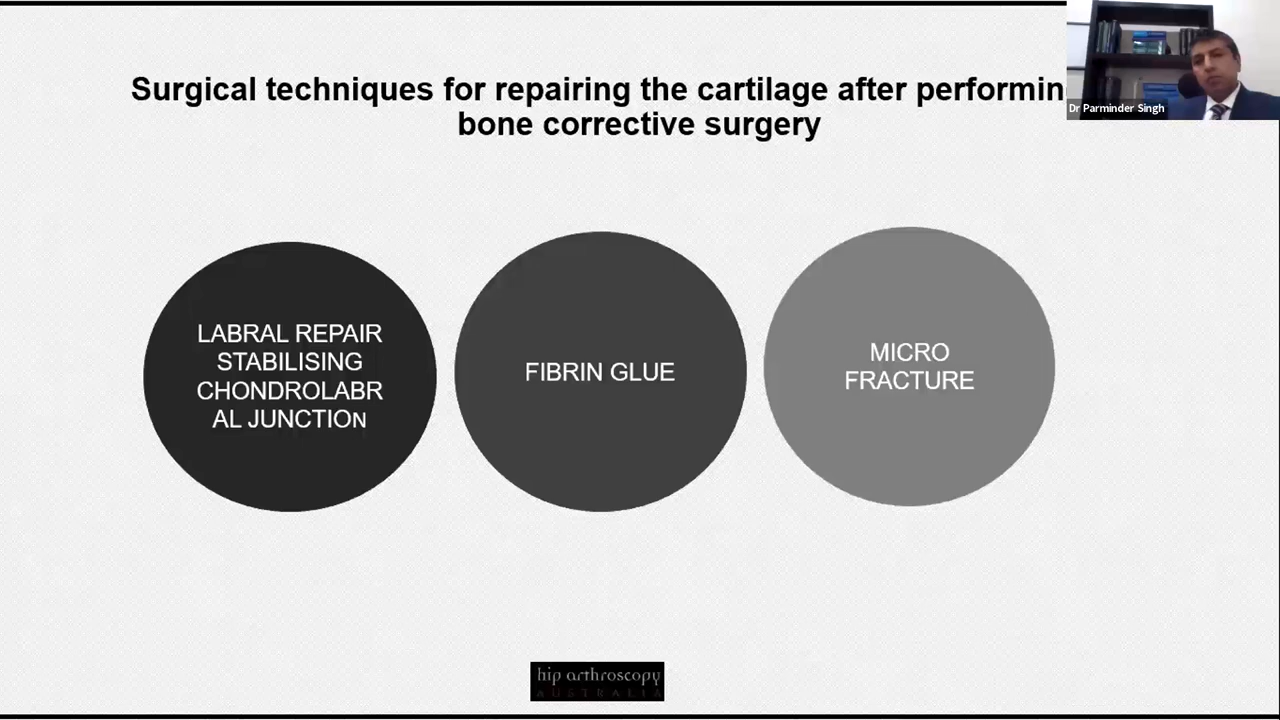 Surgical techniques for repairing the cartilage after performin
bone corrective surgery
Dr Parminder Singh
LABRAL REPAIR
STABILISING
CHONDROLABR
AL JUNCTION
FIBRIN GLUE
MICRO
FRACTURE
hip arthroscopy
AUSTRALIA